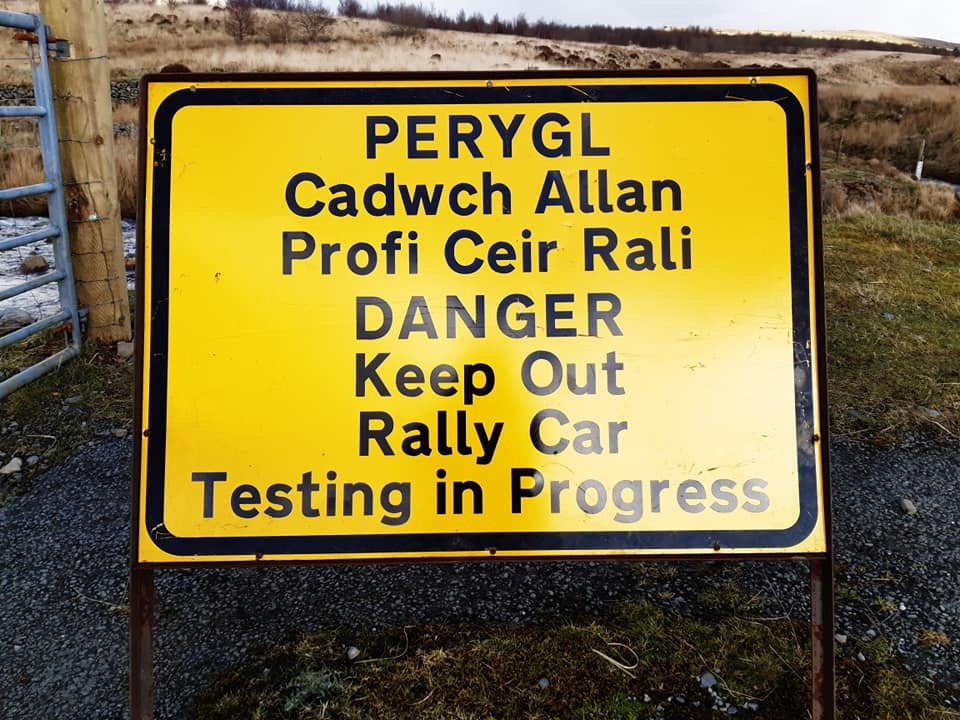 PERYGL
Cadwch Allan
Profi Ceir Rali
DANGER
Keep Out
Rally Car
Testing in Progress